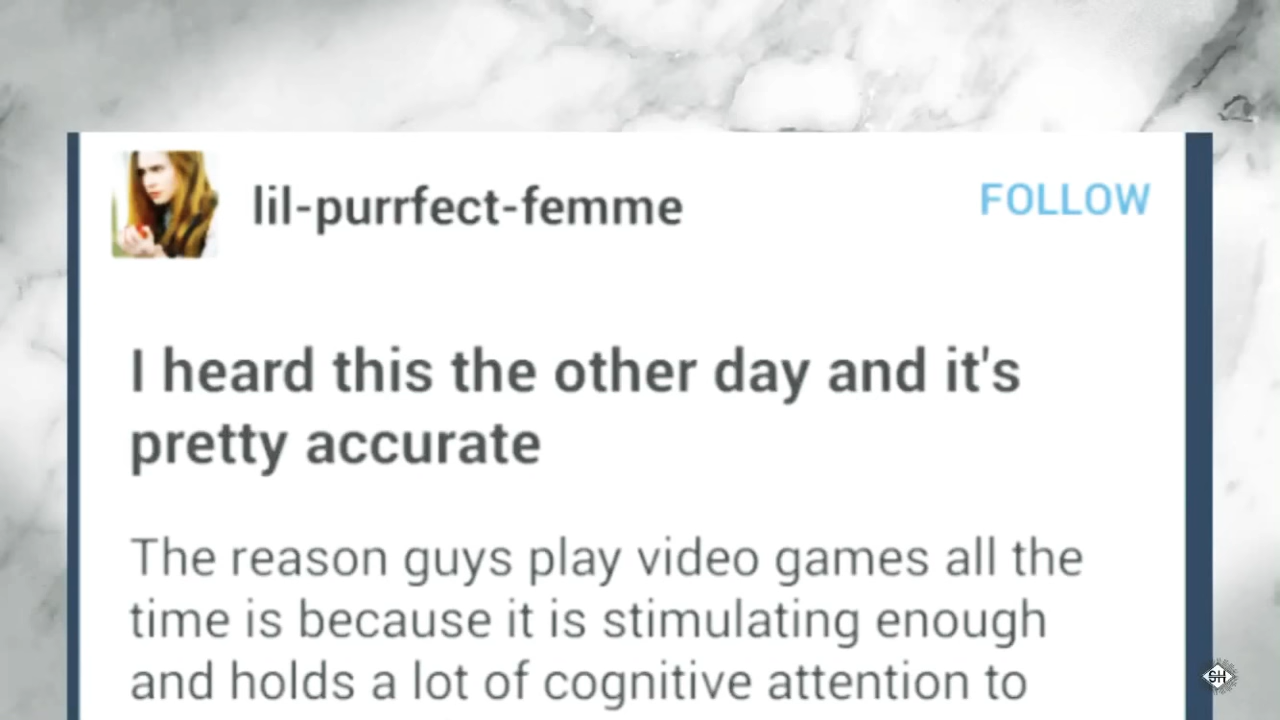 lil-purrfect-femme
FOLLOW
I heard this the other day and it's
pretty accurate
The reason guys play video games all the
time is because it is stimulating enough
and holds a lot of cognitive attention to
SH